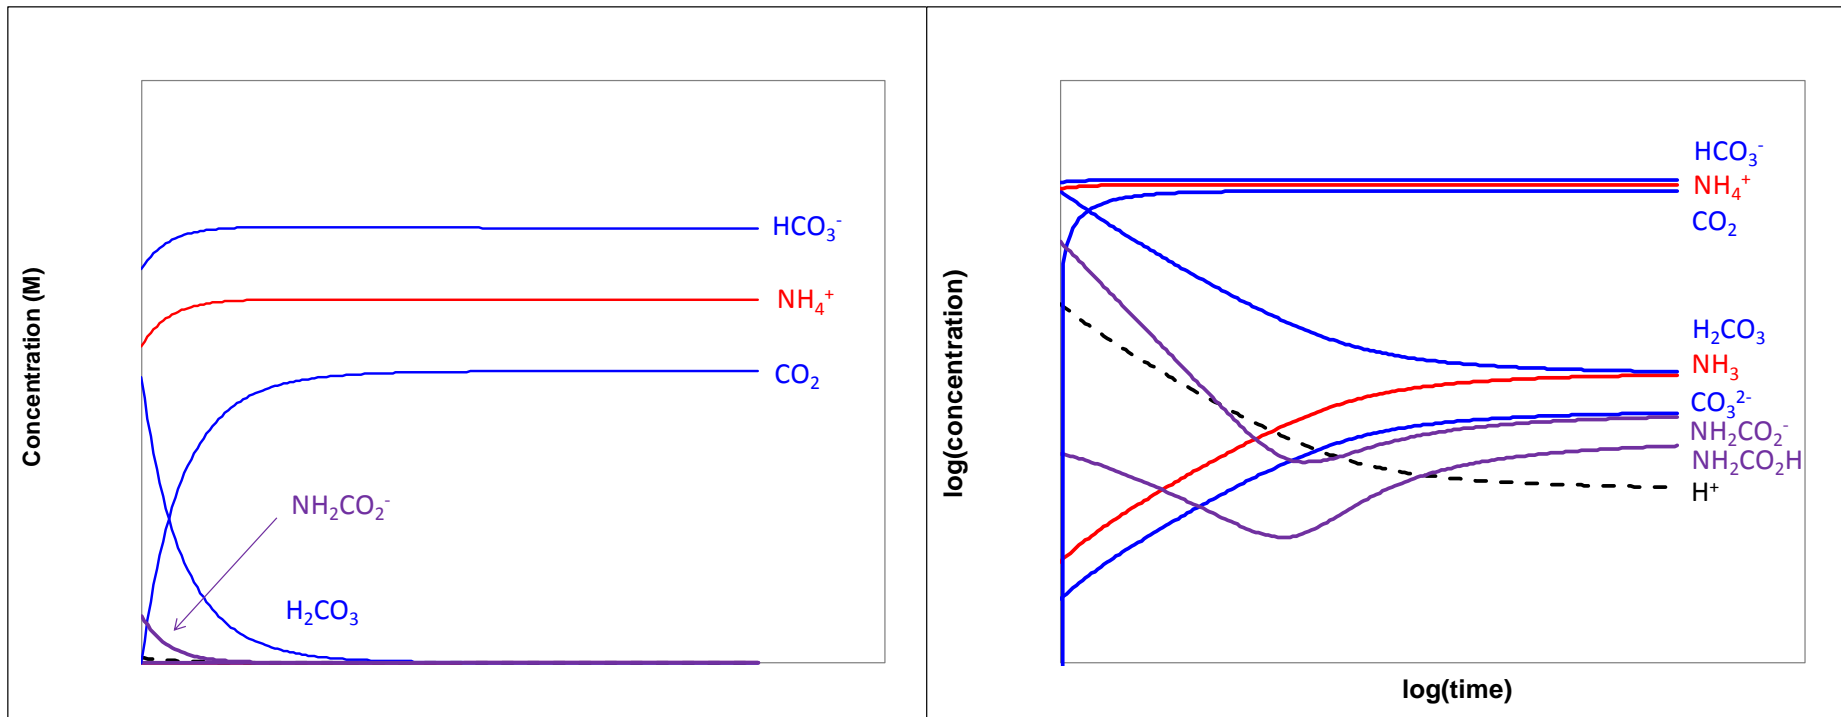 Concentration (M)
HCO₃⁻
NH₄⁺
CO₂
NH₂CO₂⁻
H₂CO₃
log(concentration)
HCO₃⁻
NH₄⁺
CO₂
H₂CO₃
NH₃
CO₃²⁻
NH₂CO₂⁻
NH₂CO₂H
H⁺
log(time)